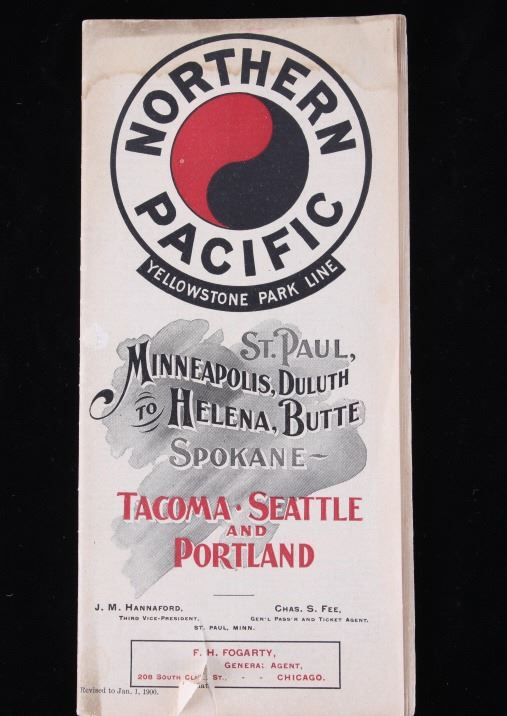 NORTHERN
PACIFIC
YELLOWSTONE PARK LINE
ST. PAUL,
MINNEAPOLIS, DULUTH
TO HELENA, BUTTE
SPOKANE~
TACOMA · SEATTLE
AND
PORTLAND
J. M. HANNAFORD, CHAS. S. FEE,
THIRD VICE-PRESIDENT, GEN'L PASS'R AND TICKET AGENT,
ST. PAUL, MINN.
F. H. FOGARTY,
GENERAL AGENT,
208 SOUTH ST., - - CHICAGO.
Revised to Jan. 1, 1900.